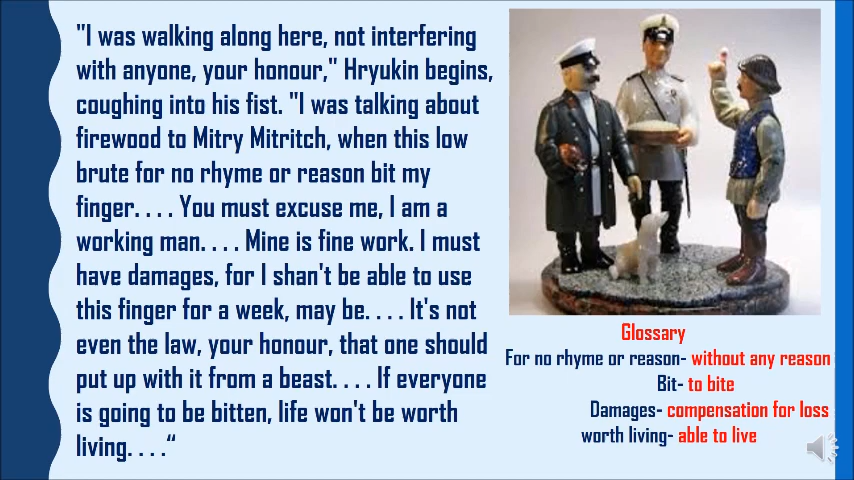 "I was walking along here, not interfering
with anyone, your honour," Hryukin begins,
coughing into his fist. "I was talking about
firewood to Mitry Mitritch, when this low
brute for no rhyme or reason bit my
finger. . . . You must excuse me, I am a
working man. . . . Mine is fine work. I must
have damages, for I shan't be able to use
this finger for a week, may be. . . . It's not
even the law, your honour, that one should
put up with it from a beast. . . . If everyone
is going to be bitten, life won't be worth
living. . . .“
Glossary
For no rhyme or reason- without any reason
Bit- to bite
Damages- compensation for loss
worth living- able to live